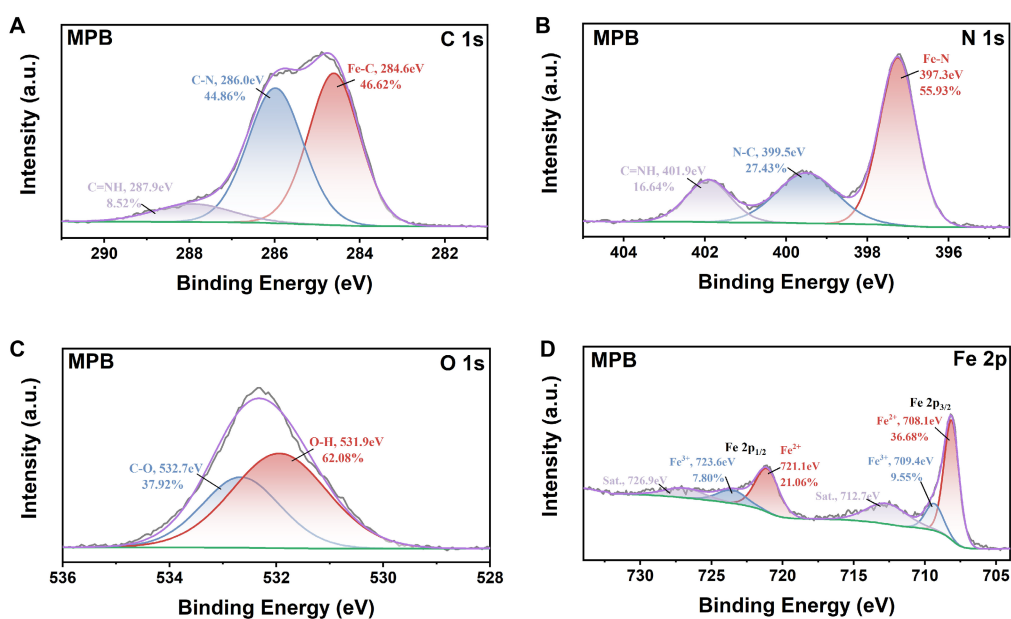 A
MPB
C 1s
C-N, 286.0eV
44.86%
Fe-C, 284.6eV
46.62%
C=NH, 287.9eV
8.52%
Intensity (a.u.)
290
288
286
284
282
Binding Energy (eV)
B
MPB
N 1s
Fe-N
397.3eV
55.93%
N-C, 399.5eV
27.43%
C=NH, 401.9eV
16.64%
Intensity (a.u.)
404
402
400
398
396
Binding Energy (eV)
C
MPB
O 1s
O-H, 531.9eV
62.08%
C-O, 532.7eV
37.92%
Intensity (a.u.)
536
534
532
530
528
Binding Energy (eV)
D
MPB
Fe 2p
Fe 2p3/2
Fe2+, 708.1eV
36.68%
Fe 2p1/2
Fe2+
721.1eV
21.06%
Fe3+, 723.6eV
7.80%
Fe3+, 709.4eV
9.55%
Sat., 726.9eV
Sat., 712.7eV
Intensity (a.u.)
730
725
720
715
710
705
704
Binding Energy (eV)